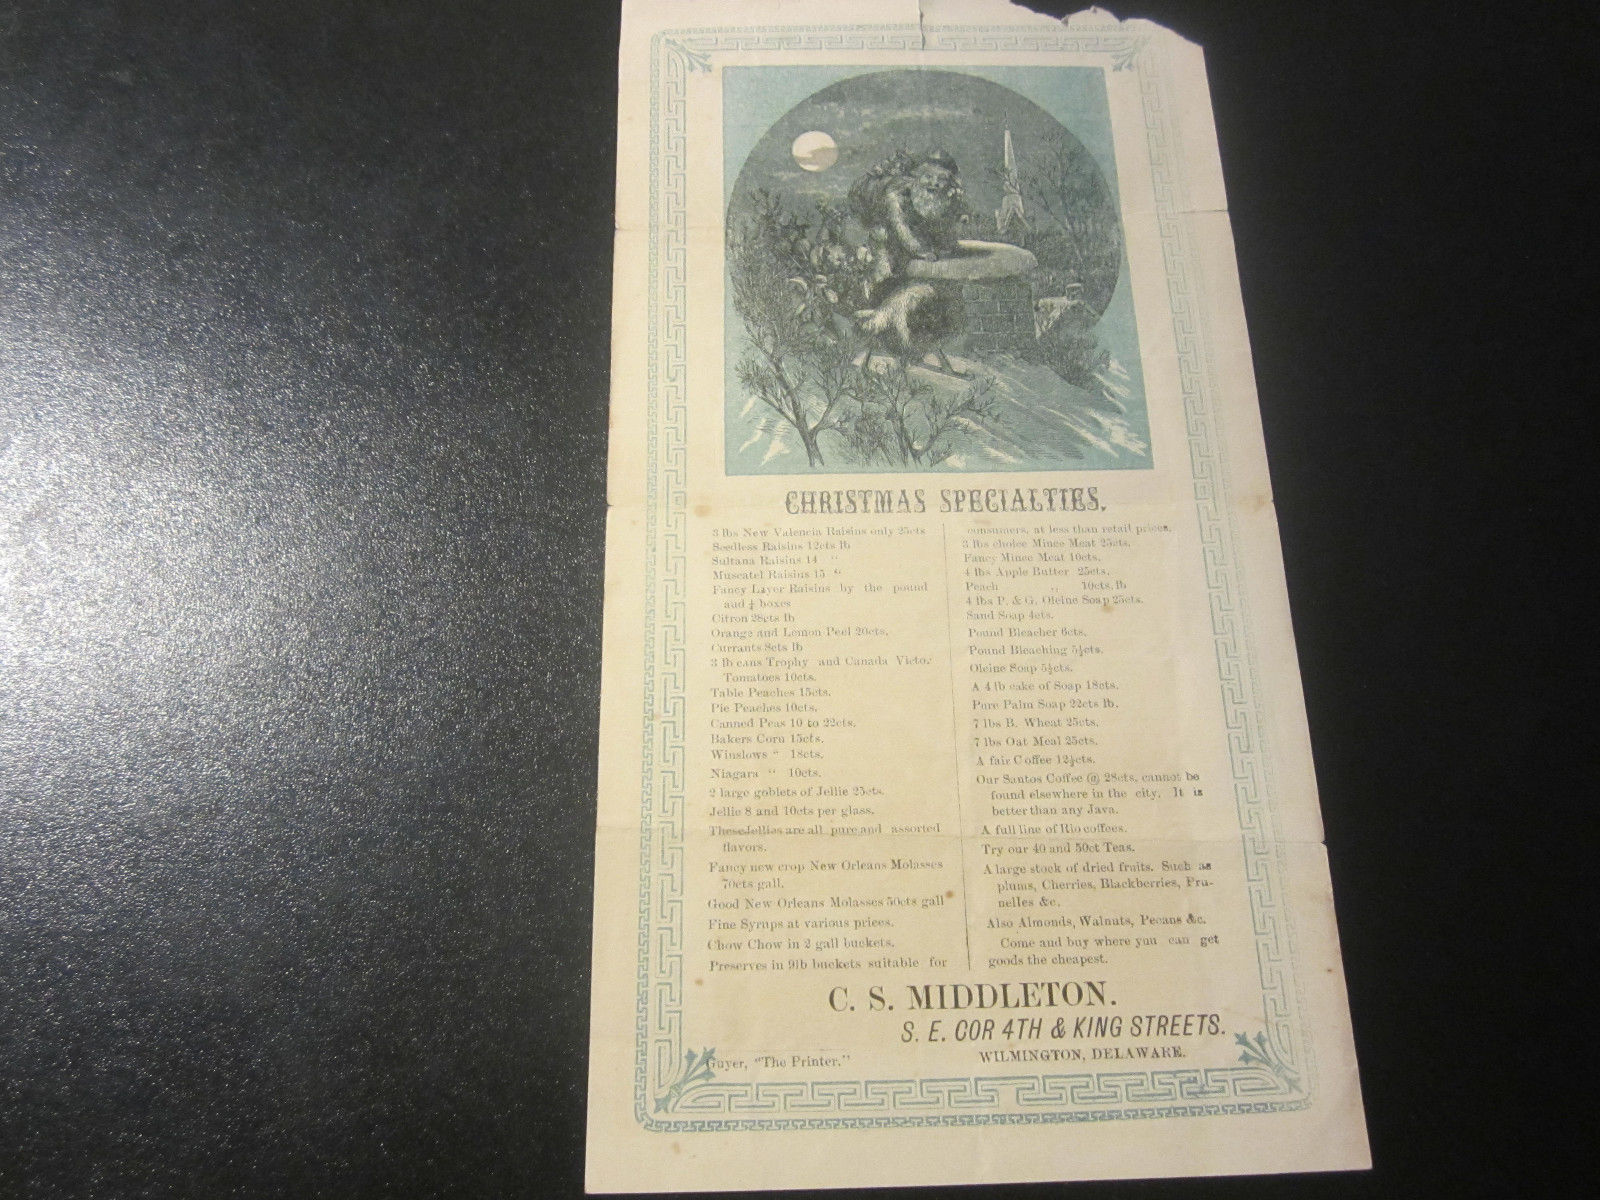 CHRISTMAS SPECIALTIES.
3 lbs New Valencia Raisins only 25cts
Seedless Raisins 12cts lb
Sultana Raisins 14 "
Muscatel Raisins 15 "
Fancy Layer Raisins by the pound
and ¼ boxes
Citron 28cts lb
Orange and Lemon Peel 20cts.
Currants 8cts lb
3 lb cans Trophy and Canada Victor
Tomatoes 10cts.
Table Peaches 15cts.
Pie Peaches 10cts.
Canned Peas 10 to 22cts.
Bakers Corn 15cts.
Winslows " 18cts.
Niagara " 10cts.
2 large goblets of Jellie 25cts.
Jellie 8 and 10cts per glass.
These Jellies are all pure and assorted
flavors.
Fancy new crop New Orleans Molasses
70cts gall.
Good New Orleans Molasses 50cts gall
Fine Syrups at various prices.
Chow Chow in 2 gall buckets.
Preserves in 9lb buckets suitable for
consumers, at less than retail prices.
3 lbs choice Mince Meat 25cts.
Fancy Mince Meat 10cts.
4 lbs Apple Butter 25cts.
Peach ,, 10cts. lb
4 lbs P. & G. Oleine Soap 25cts.
Sand Soap 4cts.
Pound Bleacher 6cts.
Pound Bleaching 5½cts.
Oleine Soap 5½cts.
A 4 lb cake of Soap 18cts.
Pure Palm Soap 22cts lb.
7 lbs B. Wheat 25cts.
7 lbs Oat Meal 25cts.
A fair Coffee 12½cts.
Our Santos Coffee @ 28cts, cannot be
found elsewhere in the city. It is
better than any Java.
A full line of Rio coffees.
Try our 40 and 50ct Teas.
A large stock of dried fruits. Such as
plums, Cherries, Blackberries, Pru-
nelles &c.
Also Almonds, Walnuts, Pecans &c.
Come and buy where you can get
goods the cheapest.
C. S. MIDDLETON.
S. E. COR 4TH & KING STREETS.
WILMINGTON, DELAWARE.
Guyer, "The Printer."